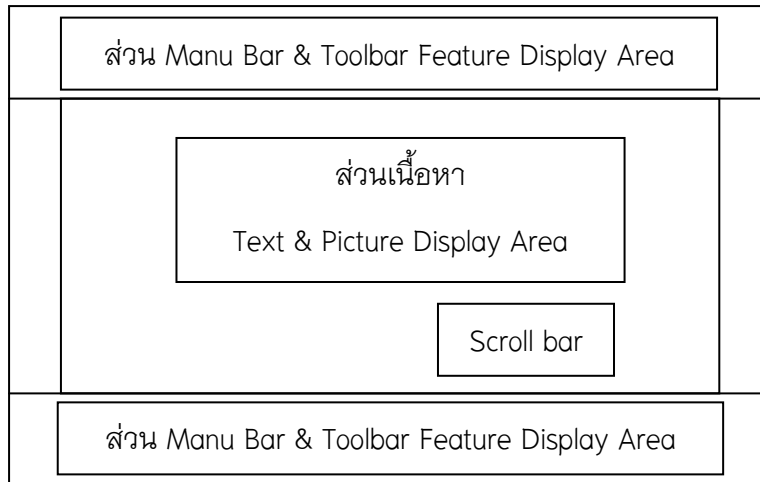 ส่วน Manu Bar & Toolbar Feature Display Area
ส่วนเนื้อหา
Text & Picture Display Area
Scroll bar
ส่วน Manu Bar & Toolbar Feature Display Area